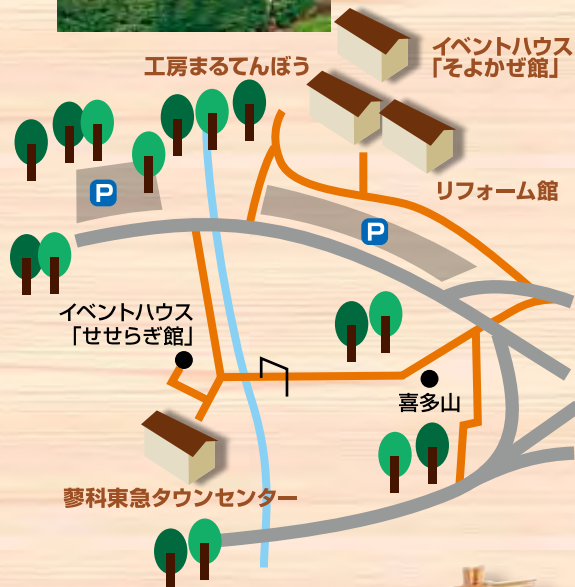 イベントハウス
「そよかぜ館」
工房まるてんぼう
リフォーム館
P
P
イベントハウス
「せせらぎ館」
喜多山
蓼科東急タウンセンター